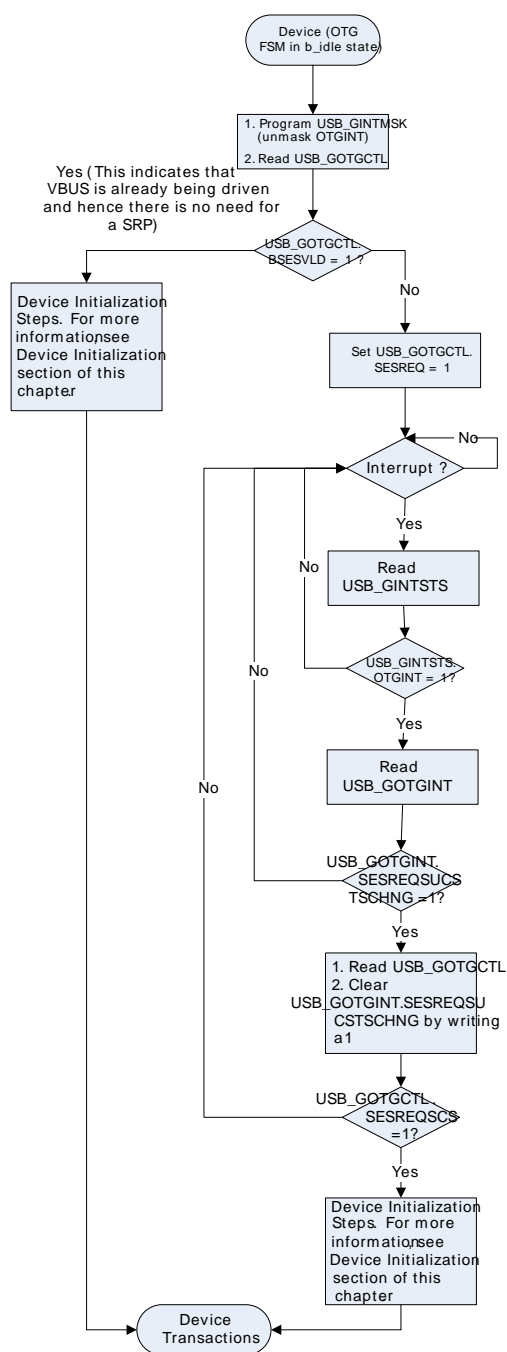 Device (OTG
FSM in b_idle state)
1. Program USB_GINTMSK
(unmask OTGINT)
2. Read USB_GOTGCTL
Yes (This indicates that
VBUS is already being driven
and hence there is no need for
a SRP)
USB_GOTGCTL.
BSESVLD = 1 ?
No
Device Initialization
Steps. For more
information, see
Device Initialization
section of this
chapter.
Set USB_GOTGCTL.
SESREQ = 1
No
Interrupt ?
Yes
No
Read
USB_GINTSTS
USB_GINTSTS.
OTGINT = 1?
No
Yes
Read
USB_GOTGINT
No
USB_GOTGINT.
SESREQSUCS
TSCHNG =1?
Yes
1. Read USB_GOTGCTL
2. Clear
USB_GOTGINT.SESREQSU
CSTSCHNG by writing
a 1
USB_GOTGCTL.
SESREQSCS
=1?
Yes
Device Initialization
Steps. For more
information, see
Device Initialization
section of this
chapter
Device
Transactions